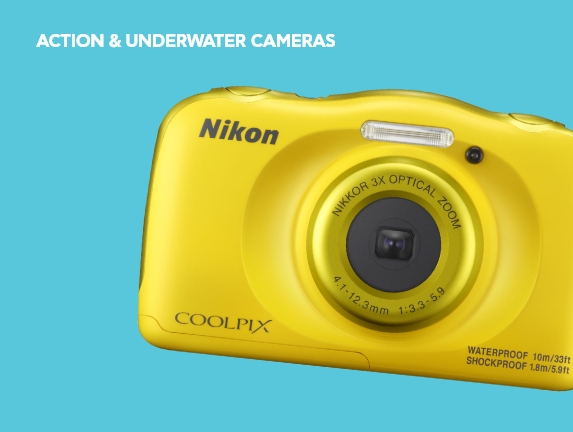 ACTION & UNDERWATER CAMERAS
Nikon
NIKKOR 3X OPTICAL ZOOM
4.1-12.3mm 1:3.3-5.9
COOLPIX
WATERPROOF 10m/33ft
SHOCKPROOF 1.8m/5.9ft